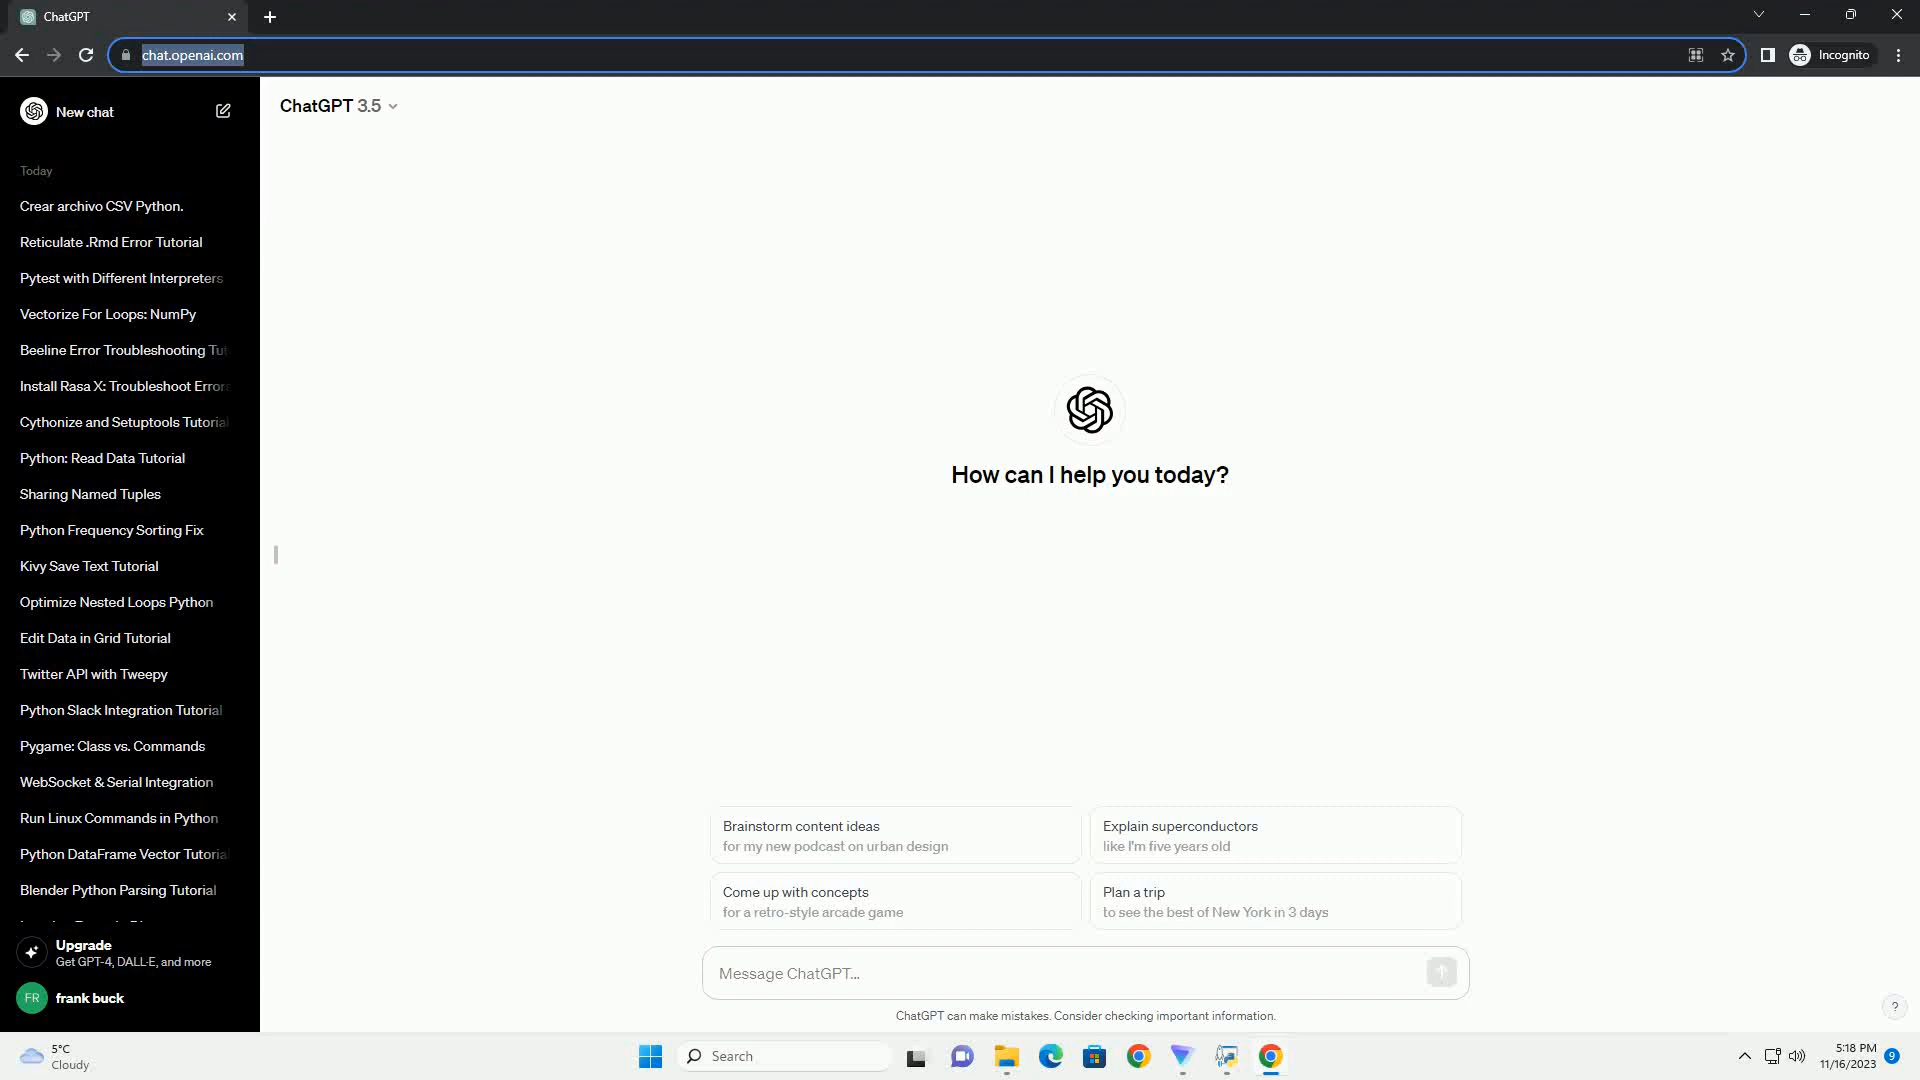 ChatGPT
chat.openai.com
Incognito
New chat
ChatGPT 3.5
Today
Crear archivo CSV Python.
Reticulate .Rmd Error Tutorial
Pytest with Different Interpreters
Vectorize For Loops: NumPy
Beeline Error Troubleshooting Tut
Install Rasa X: Troubleshoot Errors
Cythonize and Setuptools Tutorial
Python: Read Data Tutorial
Sharing Named Tuples
Python Frequency Sorting Fix
Kivy Save Text Tutorial
Optimize Nested Loops Python
Edit Data in Grid Tutorial
Twitter API with Tweepy
Python Slack Integration Tutorial
Pygame: Class vs. Commands
WebSocket & Serial Integration
Run Linux Commands in Python
Python DataFrame Vector Tutorial
Blender Python Parsing Tutorial
Upgrade
Get GPT-4, DALL·E, and more
FR
frank buck
How can I help you today?
Brainstorm content ideas
for my new podcast on urban design
Explain superconductors
like I'm five years old
Come up with concepts
for a retro-style arcade game
Plan a trip
to see the best of New York in 3 days
Message ChatGPT...
ChatGPT can make mistakes. Consider checking important information.
?
5°C
Cloudy
Search
5:18 PM
11/16/2023
9